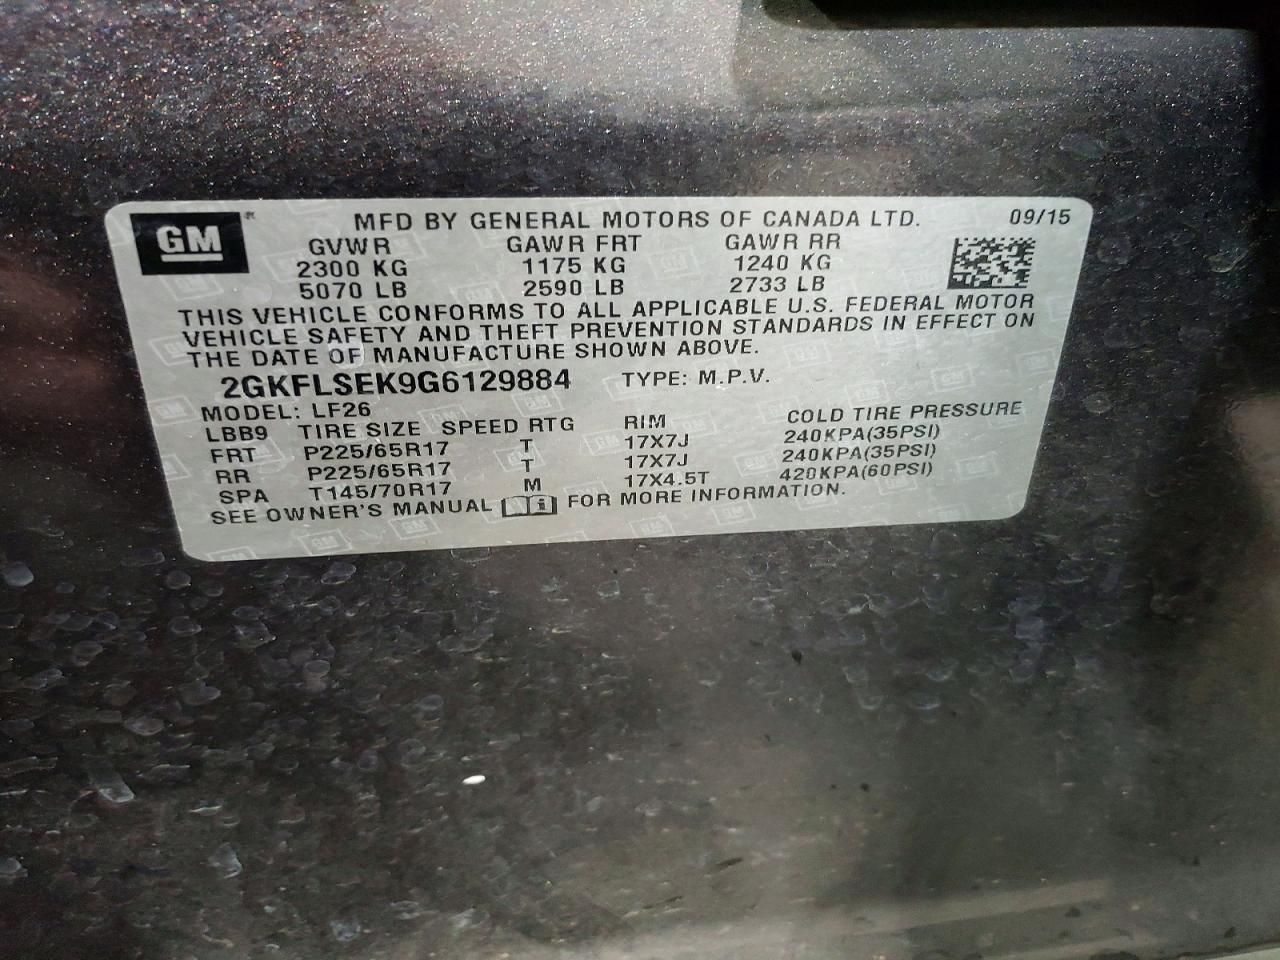 GM
MFD BY GENERAL MOTORS OF CANADA LTD. 09/15
GVWR GAWR FRT GAWR RR
2300 KG 1175 KG 1240 KG
5070 LB 2590 LB 2733 LB
THIS VEHICLE CONFORMS TO ALL APPLICABLE U.S. FEDERAL MOTOR
VEHICLE SAFETY AND THEFT PREVENTION STANDARDS IN EFFECT ON
THE DATE OF MANUFACTURE SHOWN ABOVE.
2GKFLSEK9G6129884 TYPE: M.P.V.
MODEL: LF26
LBB9 TIRE SIZE SPEED RTG RIM COLD TIRE PRESSURE
FRT P225/65R17 T 17X7J 240KPA(35PSI)
RR P225/65R17 T 17X7J 240KPA(35PSI)
SPA T145/70R17 M 17X4.5T 420KPA(60PSI)
SEE OWNER'S MANUAL FOR MORE INFORMATION.